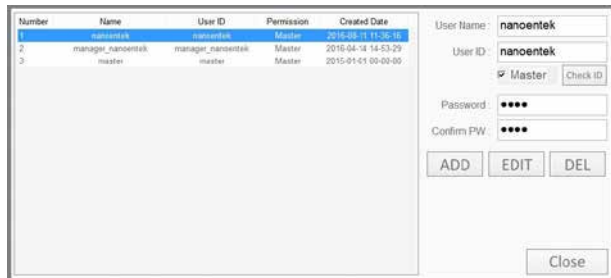 Number Name User ID Permission Created Date
1 nanoentek nanoentek Master 2016-08-11 11-36-16
2 manager_nanoentek manager_nanoentek Master 2016-04-14 14-53-29
3 master master Master 2015-01-01 00-00-00
User Name : nanoentek
User ID : nanoentek
Master Check ID
Password : ●●●●
Confirm PW : ●●●●
ADD EDIT DEL
Close